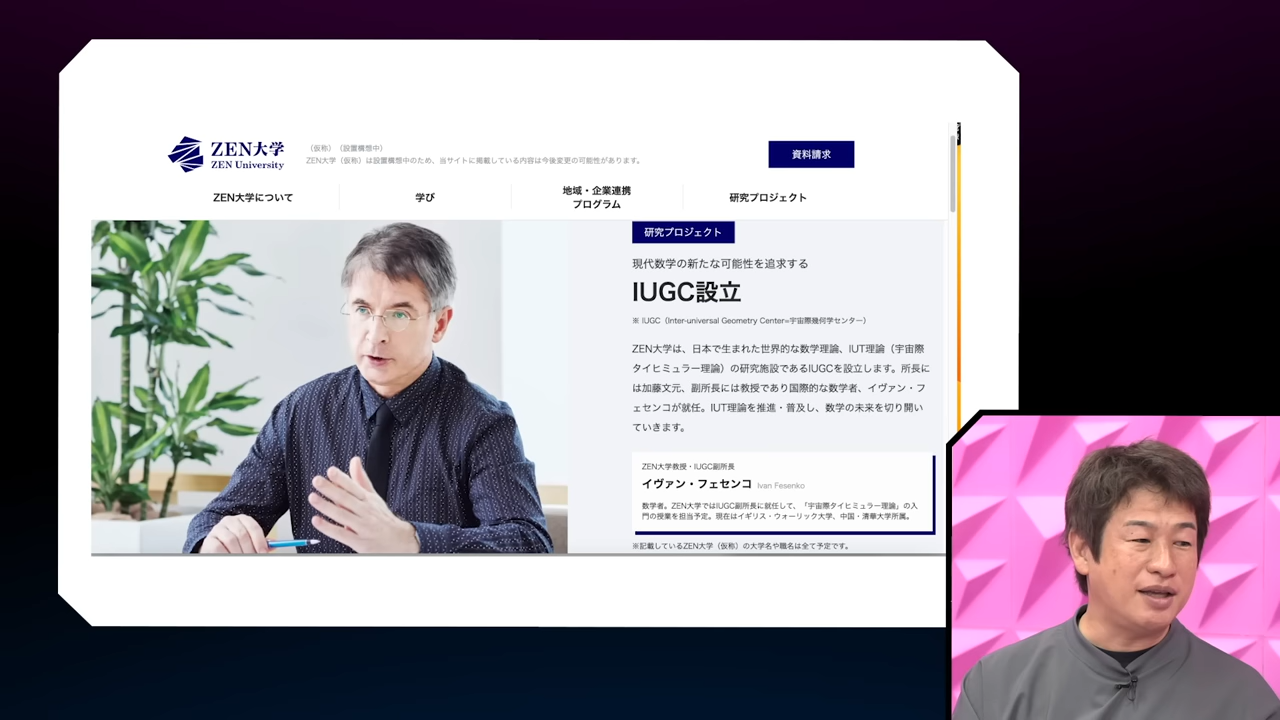 ZEN大学
ZEN University
（仮称）（設置構想中）
ZEN大学（仮称）は設置構想中のため、当サイトに掲載している内容は今後変更の可能性があります。
資料請求
ZEN大学について
学び
地域・企業連携
プログラム
研究プロジェクト
研究プロジェクト
現代数学の新たな可能性を追求する
IUGC設立
※ IUGC（Inter-universal Geometry Center=宇宙際幾何学センター）
ZEN大学は、日本で生まれた世界的な数学理論、IUT理論（宇宙際
タイヒミュラー理論）の研究施設であるIUGCを設立します。所長に
は加藤文元、副所長には教授であり国際的な数学者、イヴァン・フ
ェセンコが就任。IUT理論を推進・普及し、数学の未来を切り開い
ていきます。
ZEN大学教授・IUGC副所長
イヴァン・フェセンコ Ivan Fesenko
数学者。ZEN大学ではIUGC副所長に就任して、「宇宙際タイヒミュラー理論」の入
門の授業を担当予定。現在はイギリス・ウォーリック大学、中国・清華大学所属。
※記載しているZEN大学（仮称）の大学名や職名は全て予定です。